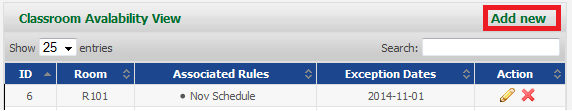 Classroom Avalability View Add new
Show 25 entries Search:
ID Room Associated Rules Exception Dates Action
6 R101 • Nov Schedule 2014-11-01